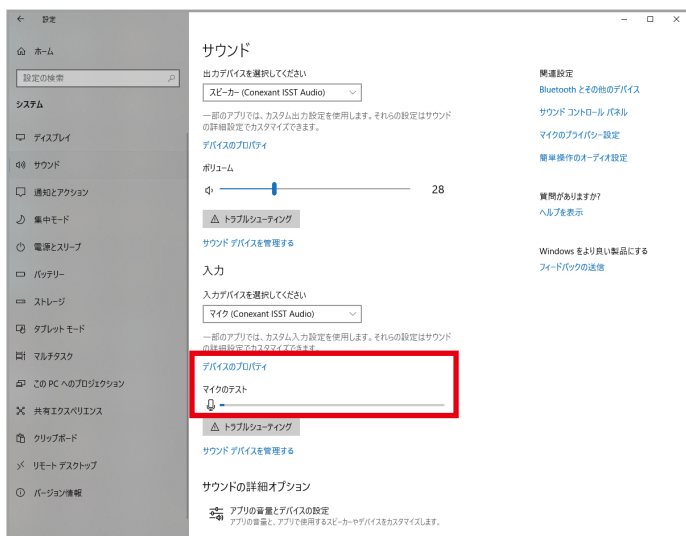 設定
ホーム
設定の検索
システム
ディスプレイ
サウンド
通知とアクション
集中モード
電源とスリープ
バッテリー
ストレージ
タブレット モード
マルチタスク
この PC へのプロジェクション
共有エクスペリエンス
クリップボード
リモート デスクトップ
バージョン情報
サウンド
出力デバイスを選択してください
スピーカー (Conexant ISST Audio)
一部のアプリでは、カスタム出力設定を使用します。それらの設定はサウンド
の詳細設定でカスタマイズできます。
デバイスのプロパティ
ボリューム
28
トラブルシューティング
サウンド デバイスを管理する
入力
入力デバイスを選択してください
マイク (Conexant ISST Audio)
一部のアプリでは、カスタム入力設定を使用します。それらの設定はサウンド
の詳細設定でカスタマイズできます。
デバイスのプロパティ
マイクのテスト
トラブルシューティング
サウンド デバイスを管理する
サウンドの詳細オプション
アプリの音量とデバイスの設定
アプリの音量と、アプリで使用するスピーカーやデバイスをカスタマイズします。
関連設定
Bluetooth とその他のデバイス
サウンド コントロール パネル
マイクのプライバシー設定
簡単操作のオーディオ設定
質問がありますか?
ヘルプを表示
Windows をより良い製品にする
フィードバックの送信